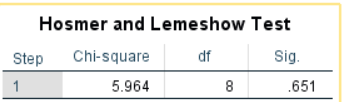 Hosmer and Lemeshow Test
Step Chi-square df Sig.
1 5.964 8 .651